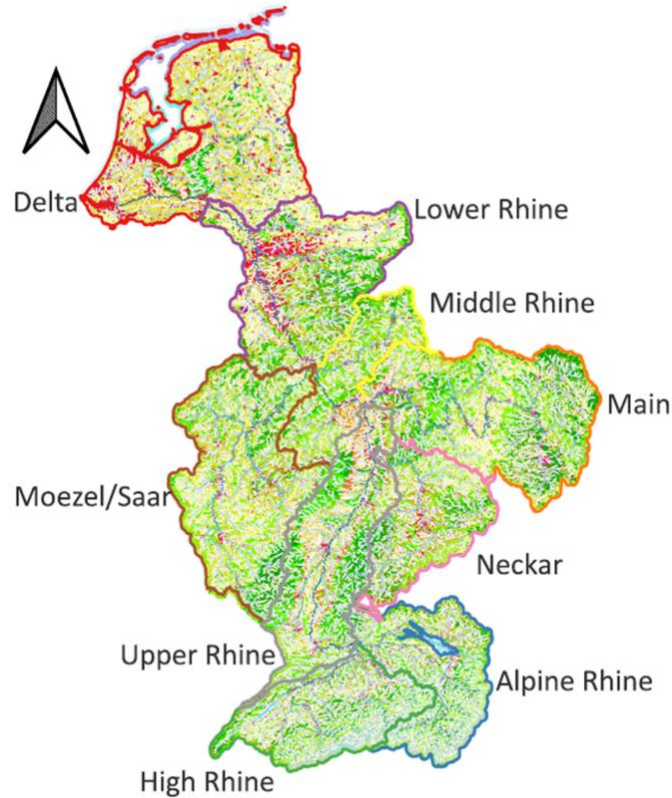 Delta
Lower Rhine
Middle Rhine
Main
Moezel/Saar
Neckar
Upper Rhine
Alpine Rhine
High Rhine